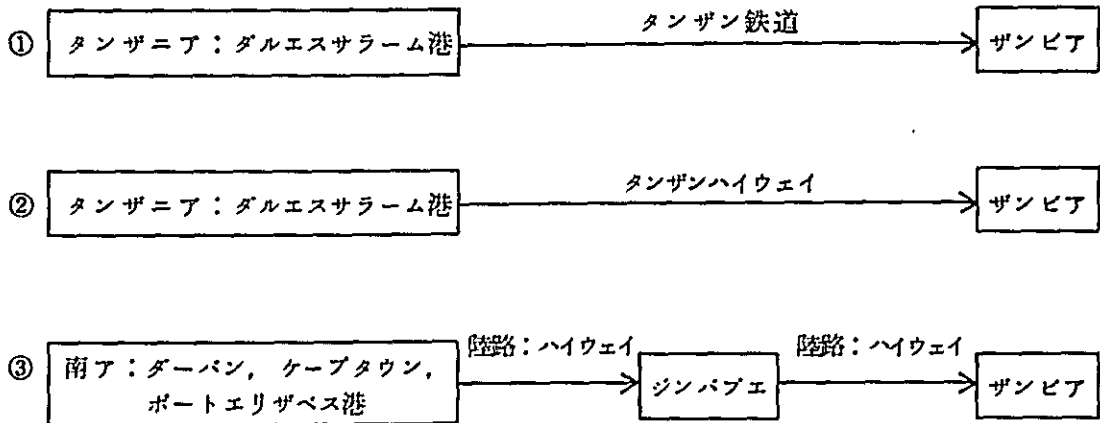 タンザン鉄道
① タンザニア：ダルエスサラーム港 ザンビア
タンザンハイウェイ
② タンザニア：ダルエスサラーム港 ザンビア
陸路：ハイウェイ 陸路：ハイウェイ
③ 南ア：ダーバン，ケープタウン， ジンバブエ ザンビア
ポートエリザベス港